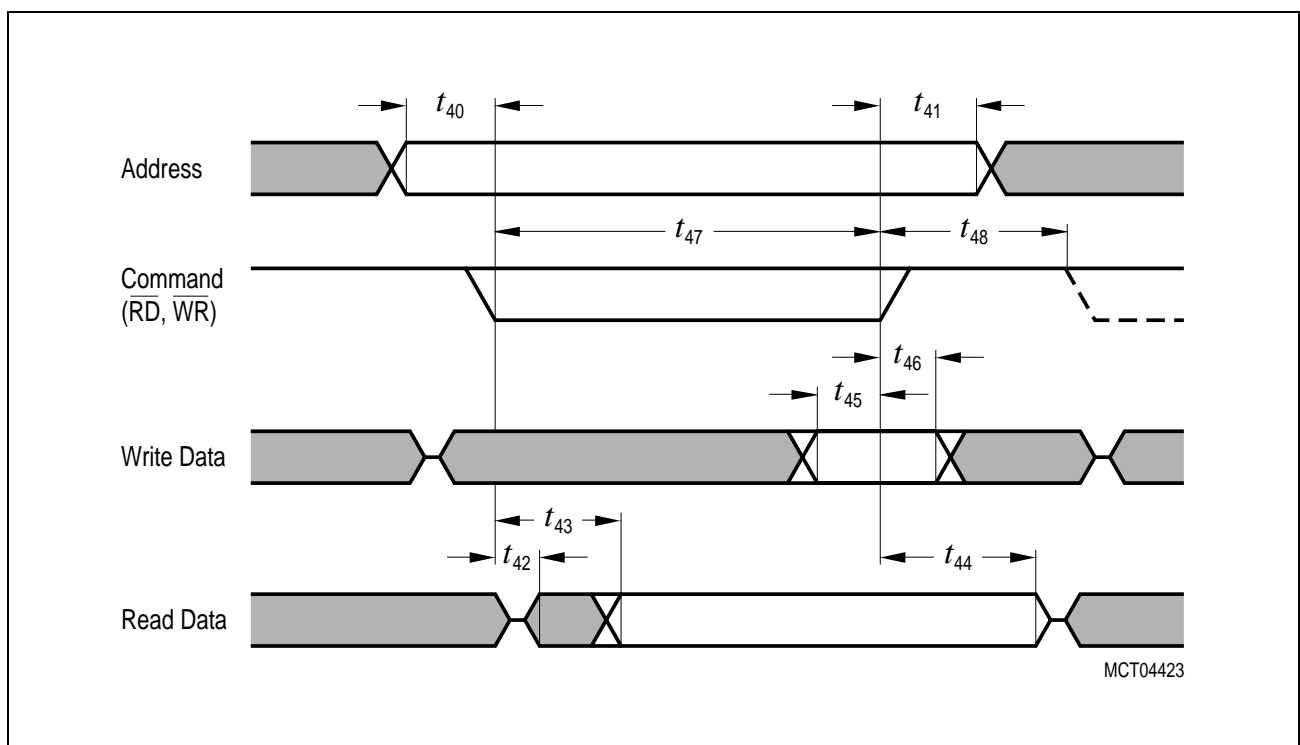 t40
t41
Address
t47
t48
Command
(RD, WR)
t46
t45
Write Data
t43
t42
t44
Read Data
MCT04423